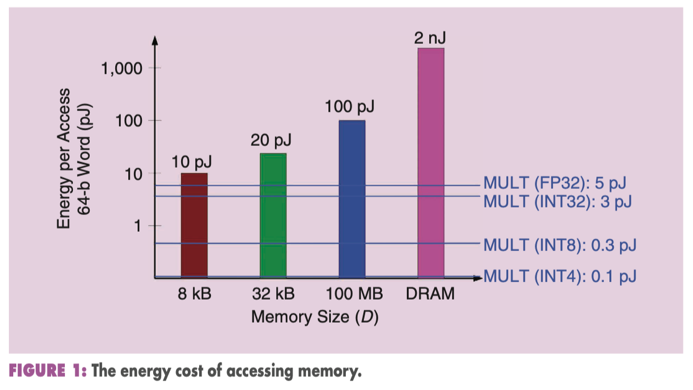 2 nJ
1,000
100 pJ
100
20 pJ
10 pJ
10
MULT (FP32): 5 pJ
MULT (INT32): 3 pJ
1
MULT (INT8): 0.3 pJ
MULT (INT4): 0.1 pJ
Energy per Access
64-b Word (pJ)
8 kB 32 kB 100 MB DRAM
Memory Size (D)
FIGURE 1: The energy cost of accessing memory.